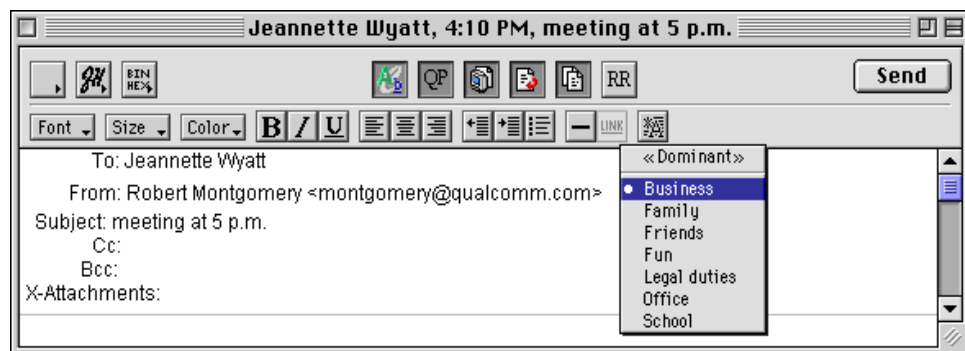 Jeannette Wyatt, 4:10 PM, meeting at 5 p.m.
BIN HEX QP RR Send
Font Size Color B I U LINK A
«Dominant»
To: Jeannette Wyatt
From: Robert Montgomery <montgomery@qualcomm.com>
Subject: meeting at 5 p.m.
Cc:
Bcc:
X-Attachments:
Business
Family
Friends
Fun
Legal duties
Office
School